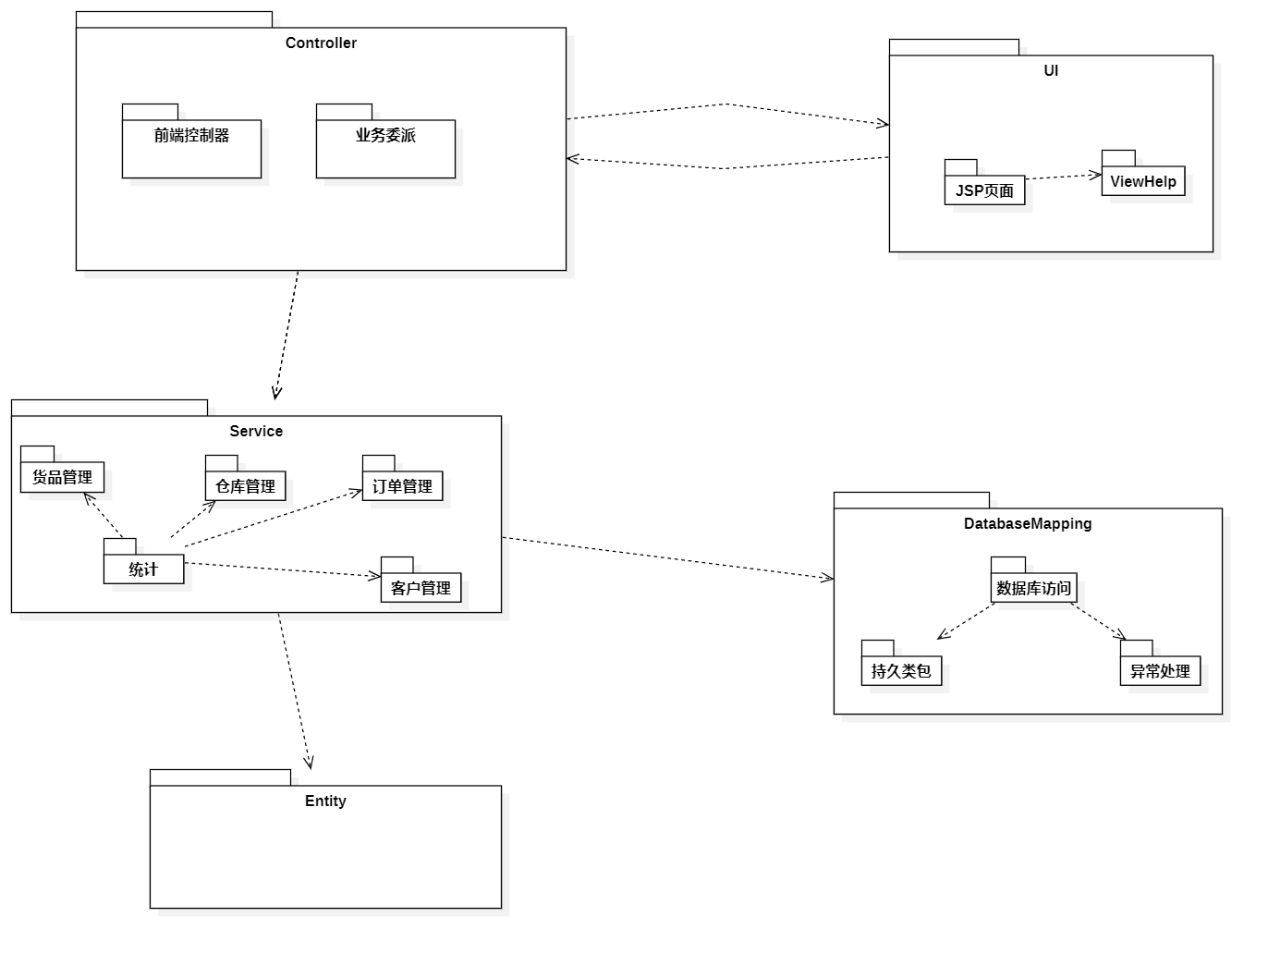 Controller
前端控制器
业务委派
UI
JSP页面
ViewHelp
Service
货品管理
仓库管理
订单管理
统计
客户管理
DatabaseMapping
数据库访问
持久类包
异常处理
Entity